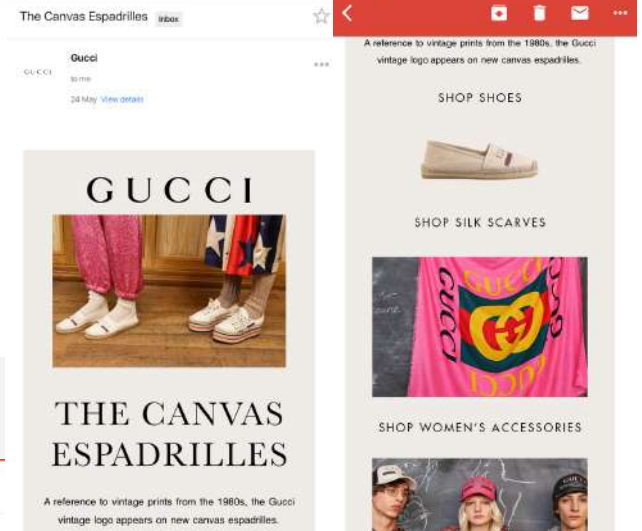 The Canvas Espadrilles Inbox
GUCCI
Gucci
to me
24 May View details
GUCCI
THE CANVAS
ESPADRILLES
A reference to vintage prints from the 1980s, the Gucci
vintage logo appears on new canvas espadrilles.
A reference to vintage prints from the 1980s, the Gucci
vintage logo appears on new canvas espadrilles.
SHOP SHOES
SHOP SILK SCARVES
GUCCI
GUCCI
GUCCI
GUCCI
SHOP WOMEN'S ACCESSORIES